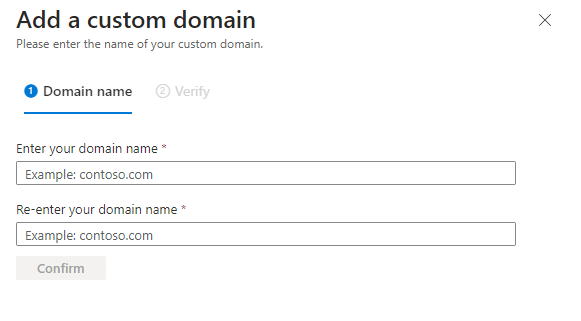 Add a custom domain
Please enter the name of your custom domain.
1 Domain name 2 Verify
Enter your domain name *
Example: contoso.com
Re-enter your domain name *
Example: contoso.com
Confirm